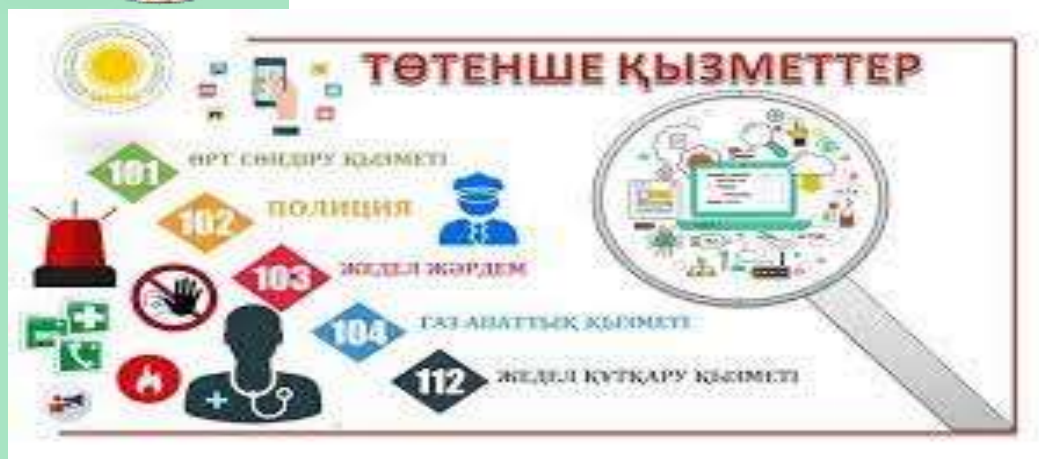 ТӨТЕНШЕ ҚЫЗМЕТТЕР
101 ӨРТ СӨНДІРУ ҚЫЗМЕТІ
102 ПОЛИЦИЯ
103 ЖЕДЕЛ ЖӘРДЕМ
104 ГАЗ АПАТТЫҚ ҚЫЗМЕТІ
112 ЖЕДЕЛ ҚҰТҚАРУ ҚЫЗМЕТІ